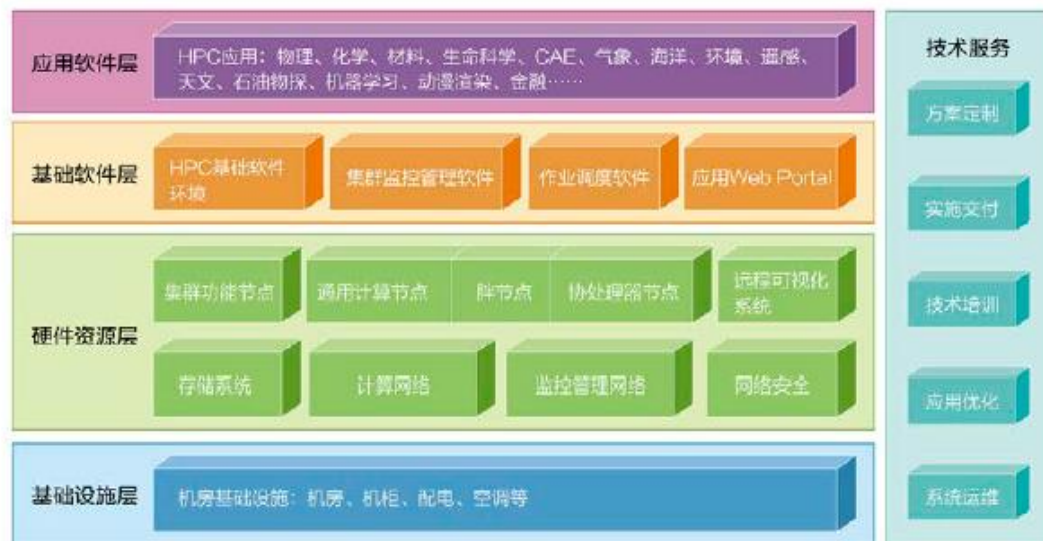 应用软件层
HPC应用：物理、化学、材料、生命科学、CAE、气象、海洋、环境、遥感、
天文、石油物探、机器学习、动漫渲染、金融……
基础软件层
HPC基础软件
环境
集群监控管理软件
作业调度软件
应用Web Portal
硬件资源层
集群功能节点
通用计算节点
胖节点
协处理器节点
远程可视化
系统
存储系统
计算网络
监控管理网络
网络安全
基础设施层
机房基础设施：机房、机柜、配电、空调等
技术服务
方案定制
实施交付
技术培训
应用优化
系统运维